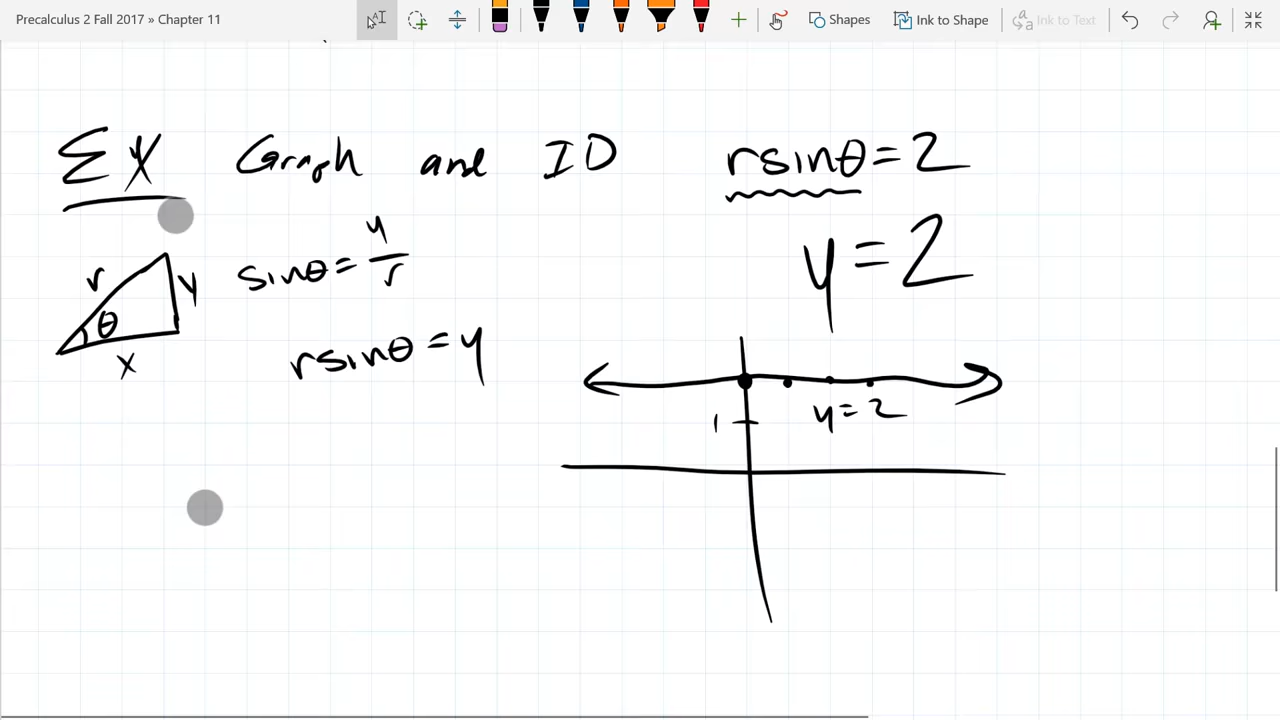 Precalculus 2 Fall 2017 » Chapter 11
Shapes
Ink to Shape
Ink to Text
EX Graph and ID rsinθ = 2
y = 2
sinθ = y/r
r
y
θ
x
rsinθ = y
y = 2
1